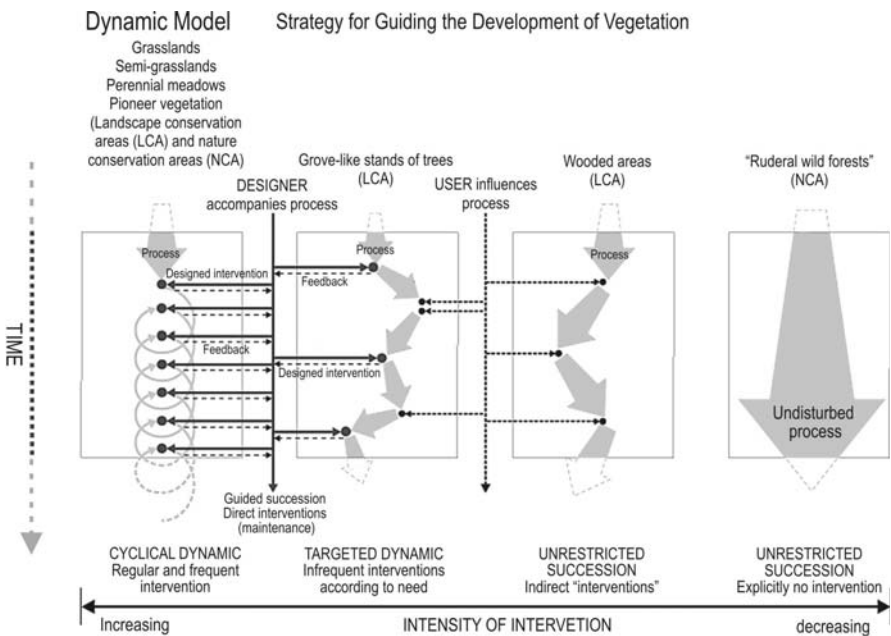 Dynamic Model
Strategy for Guiding the Development of Vegetation
Grasslands
Semi-grasslands
Perennial meadows
Pioneer vegetation
(Landscape conservation
areas (LCA) and nature
conservation areas (NCA)
DESIGNER
accompanies process
Grove-like stands of trees
(LCA)
USER influences
process
Wooded areas
(LCA)
“Ruderal wild forests”
(NCA)
TIME
Process
Designed intervention
Feedback
Process
Feedback
Designed intervention
Process
Undisturbed
process
Guided succession
Direct interventions
(maintenance)
CYCLICAL DYNAMIC
Regular and frequent
intervention
TARGETED DYNAMIC
Infrequent interventions
according to need
UNRESTRICTED
SUCCESSION
Indirect “interventions”
UNRESTRICTED
SUCCESSION
Explicitly no intervention
Increasing
INTENSITY OF INTERVETION
decreasing